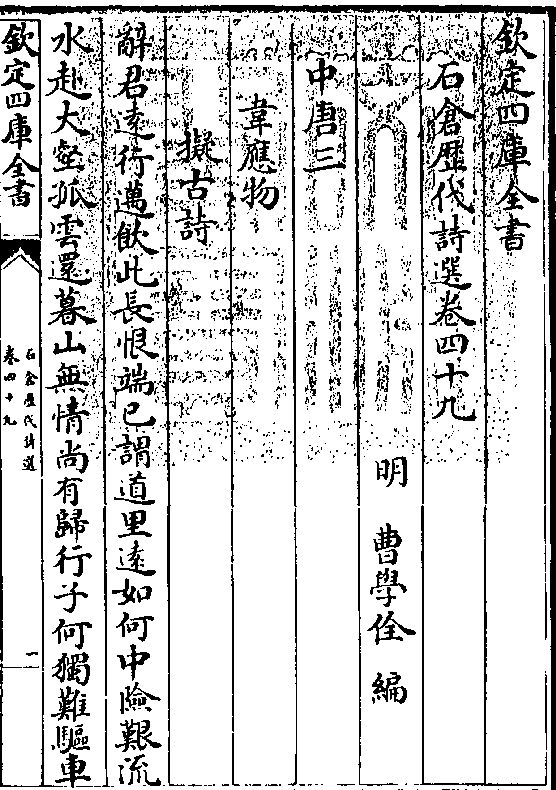 欽定四庫全書
石倉歴代詩選卷四十九
明 曹學佺 編
中唐三
韋應物
擬古詩
辭君逺行邁飲此長恨端已謂道里逺如何中險艱流
水赴大壑孤雲還暮山無情尚有歸行子何獨難驅車
欽定四庫全書
石倉歴代詩選
卷四十九
一